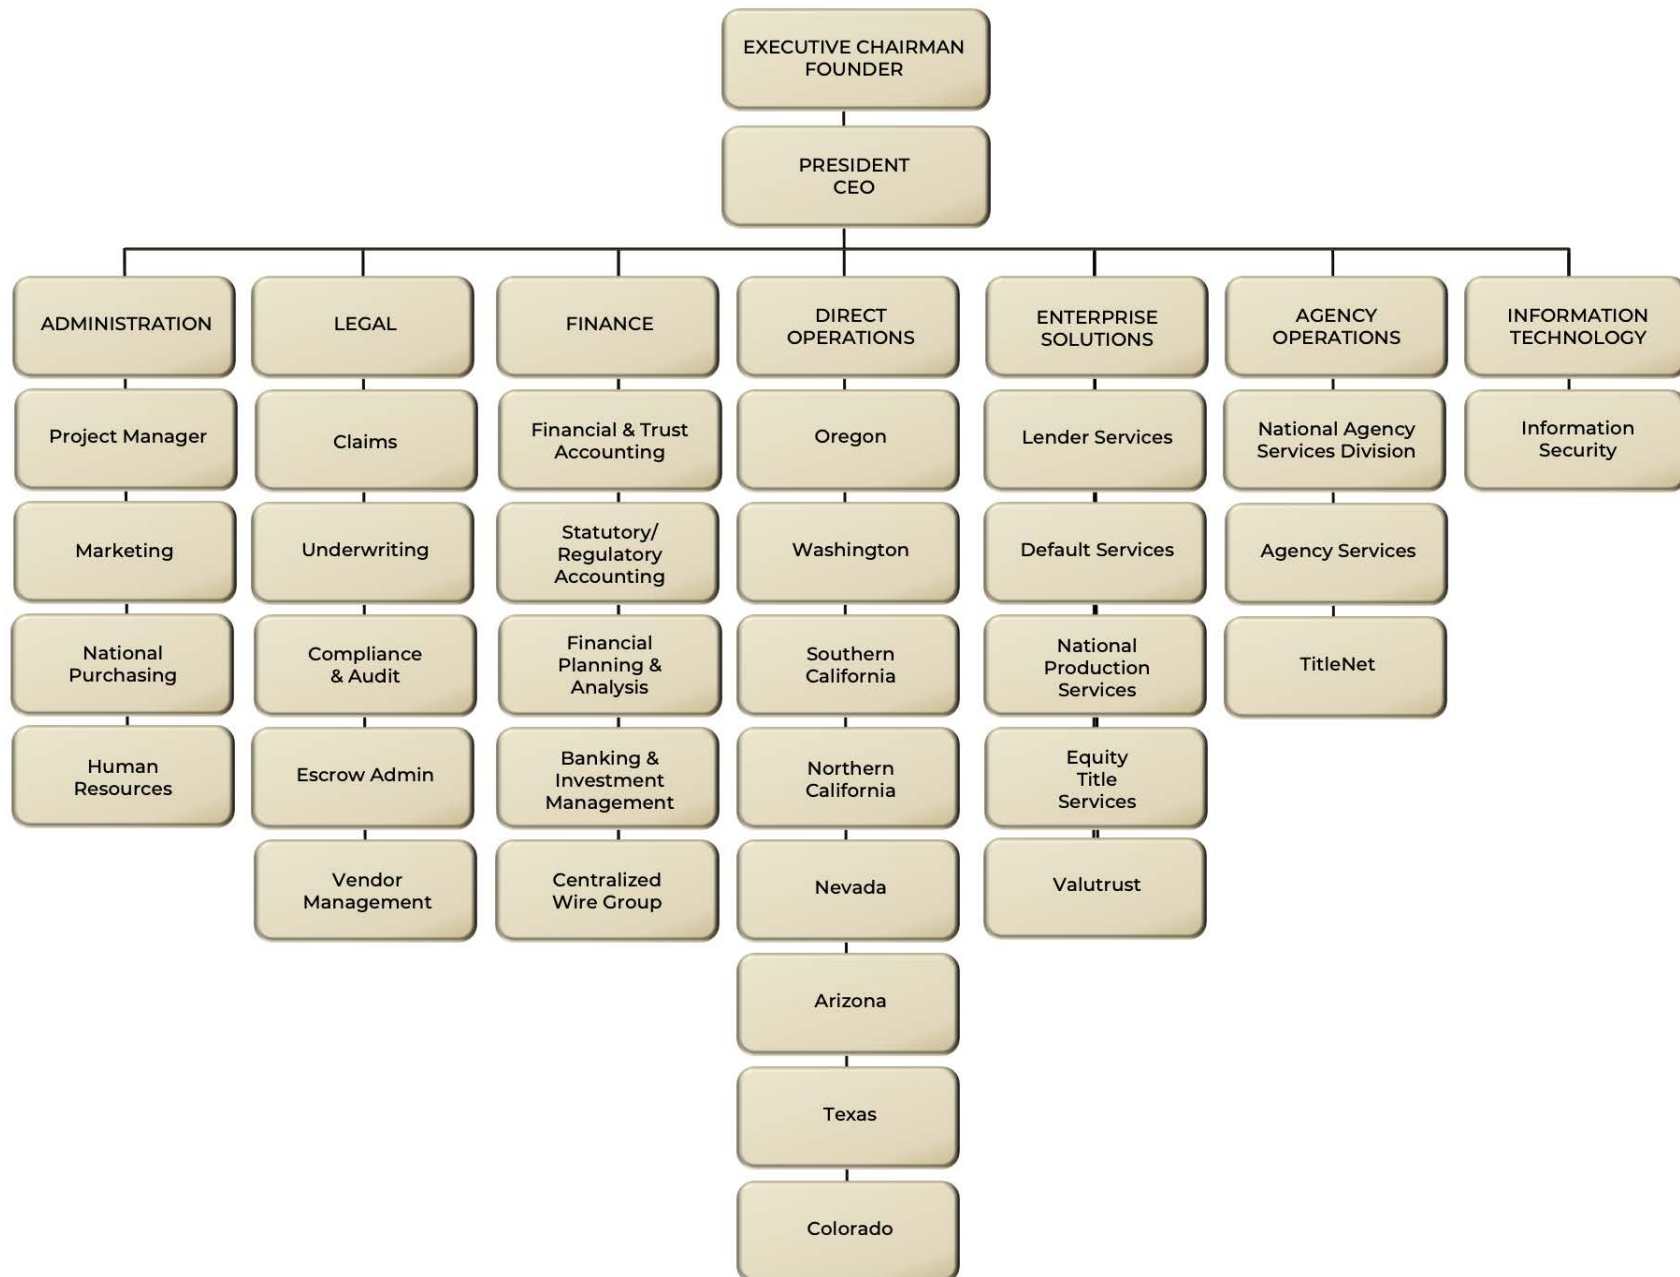 EXECUTIVE CHAIRMAN
FOUNDER
PRESIDENT
CEO
ADMINISTRATION
Project Manager
Marketing
National
Purchasing
Human
Resources
LEGAL
Claims
Underwriting
Compliance
& Audit
Escrow Admin
Vendor
Management
FINANCE
Financial & Trust
Accounting
Statutory/
Regulatory
Accounting
Financial
Planning &
Analysis
Banking &
Investment
Management
Centralized
Wire Group
DIRECT
OPERATIONS
Oregon
Washington
Southern
California
Northern
California
Nevada
Arizona
Texas
Colorado
ENTERPRISE
SOLUTIONS
Lender Services
Default Services
National
Production
Services
Equity
Title
Services
Valutrust
AGENCY
OPERATIONS
National Agency
Services Division
Agency Services
TitleNet
INFORMATION
TECHNOLOGY
Information
Security